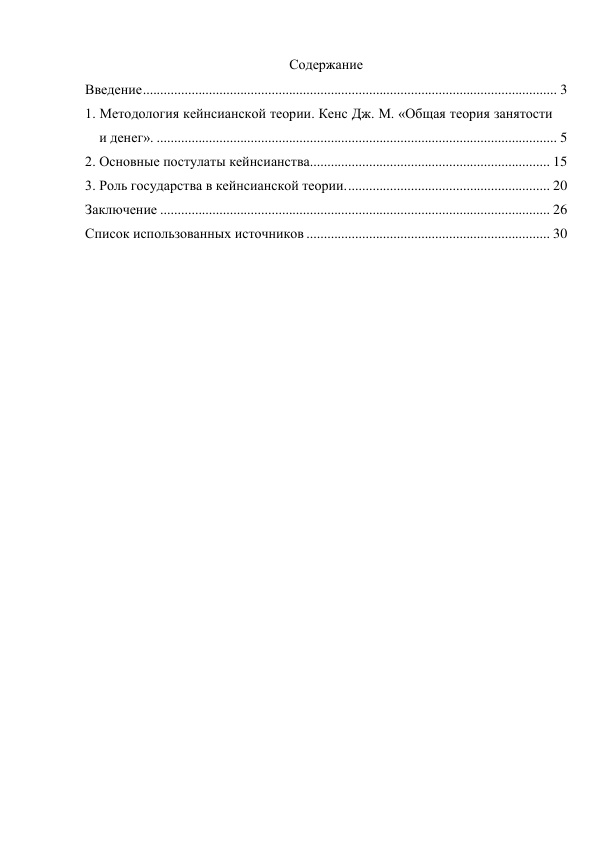 Содержание
Введение....................................................................................................................... 3
1. Методология кейнсианской теории. Кенс Дж. М. «Общая теория занятости
и денег». ................................................................................................................... 5
2. Основные постулаты кейнсианства..................................................................... 15
3. Роль государства в кейнсианской теории........................................................... 20
Заключение ................................................................................................................ 26
Список использованных источников ...................................................................... 30